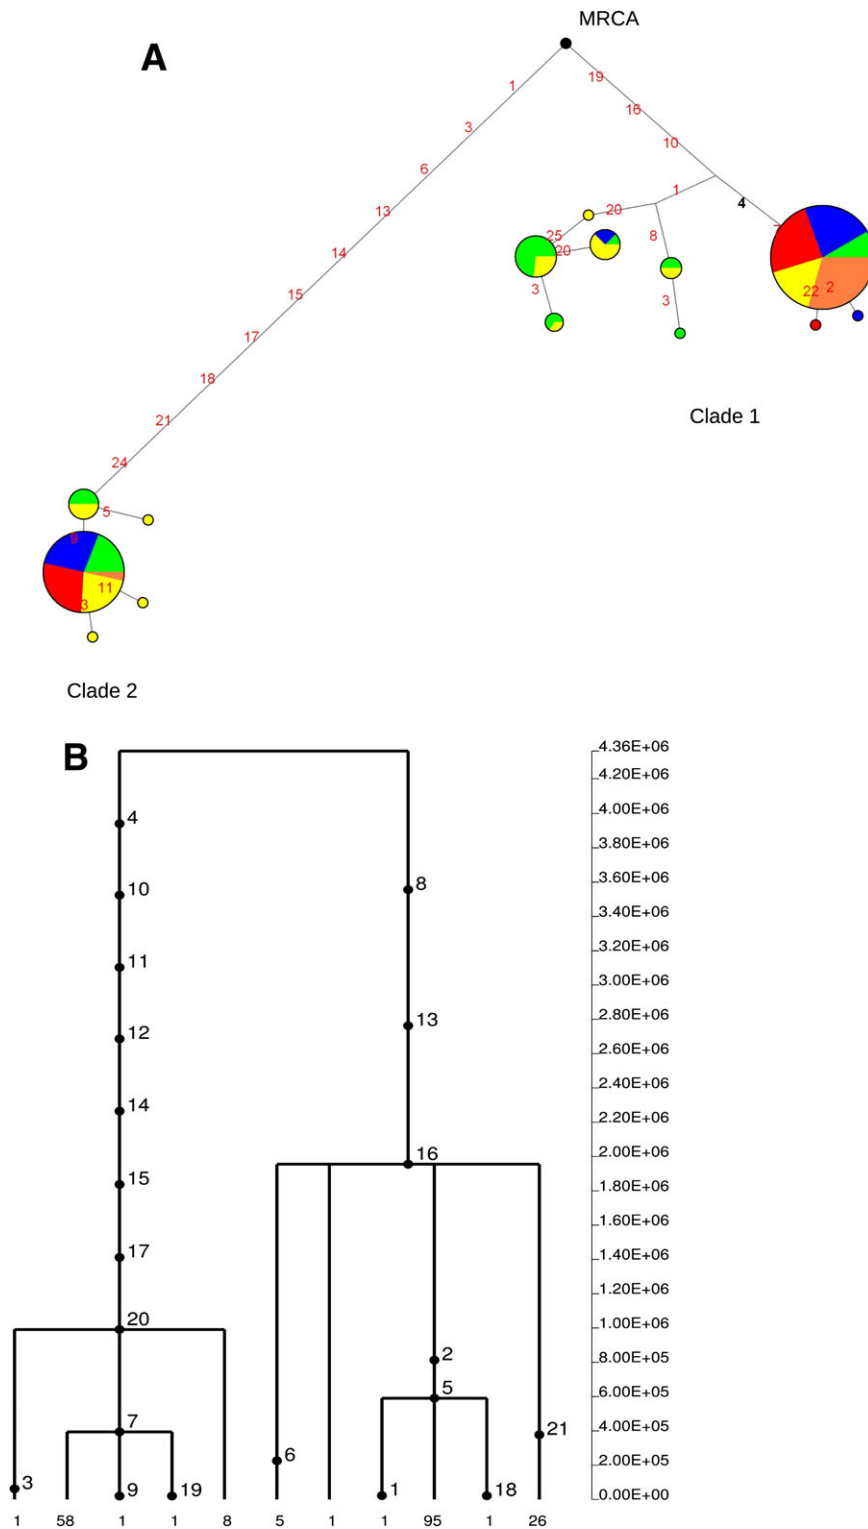 MRCA
A
19
1
16
3
10
6
1
4
13
20
7
25
8
14
20
22
2
15
3
3
17
18
Clade 1
21
24
5
9
11
3
Clade 2
B
4.36E+06
4.20E+06
4
4.00E+06
3.80E+06
8
3.60E+06
10
3.40E+06
3.20E+06
11
3.00E+06
13
2.80E+06
12
2.60E+06
2.40E+06
14
2.20E+06
16
2.00E+06
15
1.80E+06
1.60E+06
17
1.40E+06
1.20E+06
20
1.00E+06
2
8.00E+05
5
6.00E+05
7
21
4.00E+05
6
2.00E+05
3
9
19
1
18
0.00E+00
1 58 1 1 8 5 1 1 95 1 26